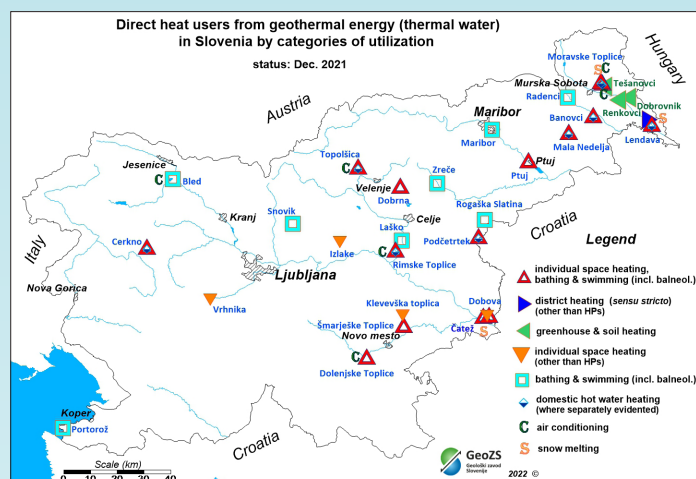 Direct heat users from geothermal energy (thermal water)
in Slovenia by categories of utilization
status: Dec. 2021
Hungary
Moravske Toplice
S C
Murska Sobota
Tešanovci
C
Radenci
Dobrovnik
Renkovci
Austria
Maribor
Banovci
S
Maribor
Mala Nedelja
Lendava
Jesenice
Topolšica
Ptuj
C
Bled
C
Velenje
Zreče
Ptuj
Dobrna
Snovik
Rogaška Slatina
Kranj
Celje
Croatia
Italy
Cerkno
Laško
Podčetrtek
Izlake
C
Rimske Toplice
Ljubljana
Nova Gorica
Vrhnika
Klevevška toplica
Dobova
Šmarješke Toplice
Čatež
S
Novo mesto
C
Dolenjske Toplice
Koper
Portorož
Croatia
Scale (km)
0 10 20 30 40
Legend
individual space heating,
bathing & swimming (incl. balneol.)
district heating (sensu stricto)
(other than HPs)
greenhouse & soil heating
individual space heating
(other than HPs)
bathing & swimming (incl. balneol.)
domestic hot water heating
(where separately evidented)
C air conditioning
S snow melting
GeoZS
Geološki zavod
Slovenije
2022 ©